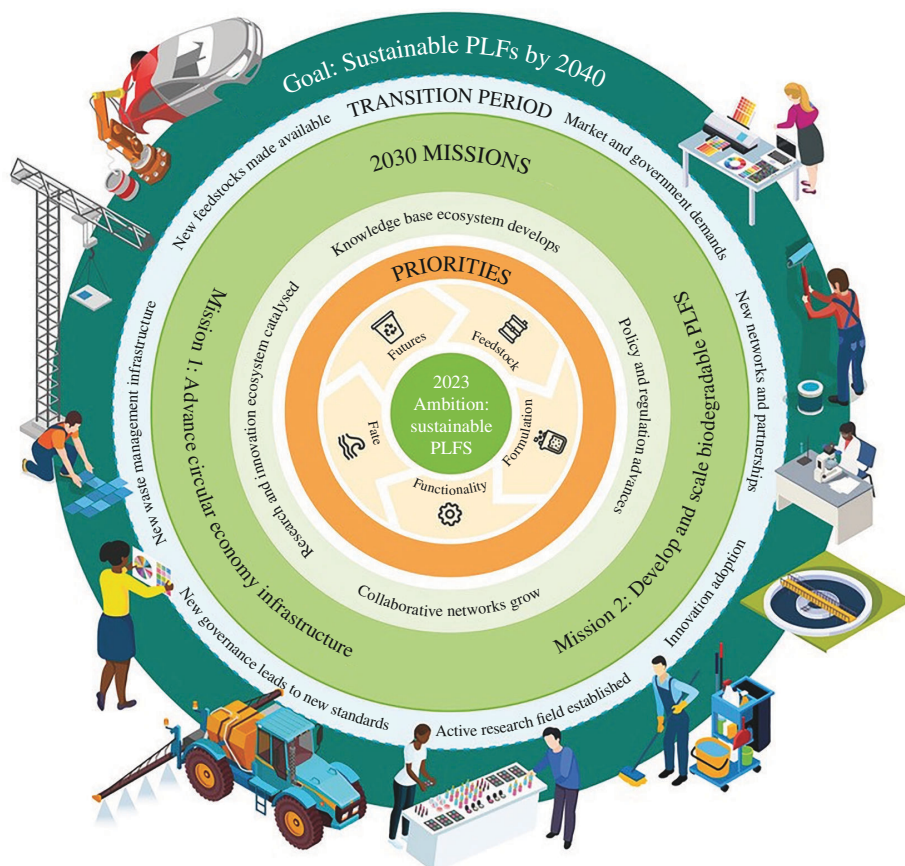 Goal: Sustainable PLFs by 2040
TRANSITION PERIOD
New feedstocks made available
Market and government demands
New waste management infrastructure
New networks and partnerships
New governance leads to new standards
Innovation adoption
Active research field established
2030 MISSIONS
Mission 1: Advance circular economy infrastructure
Mission 2: Develop and scale biodegradable PLFS
Knowledge base ecosystem develops
Research and innovation ecosystem catalysed
Policy and regulation advances
Collaborative networks grow
PRIORITIES
Futures
Feedstock
Fate
Formulation
Functionality
2023
Ambition:
sustainable
PLFS